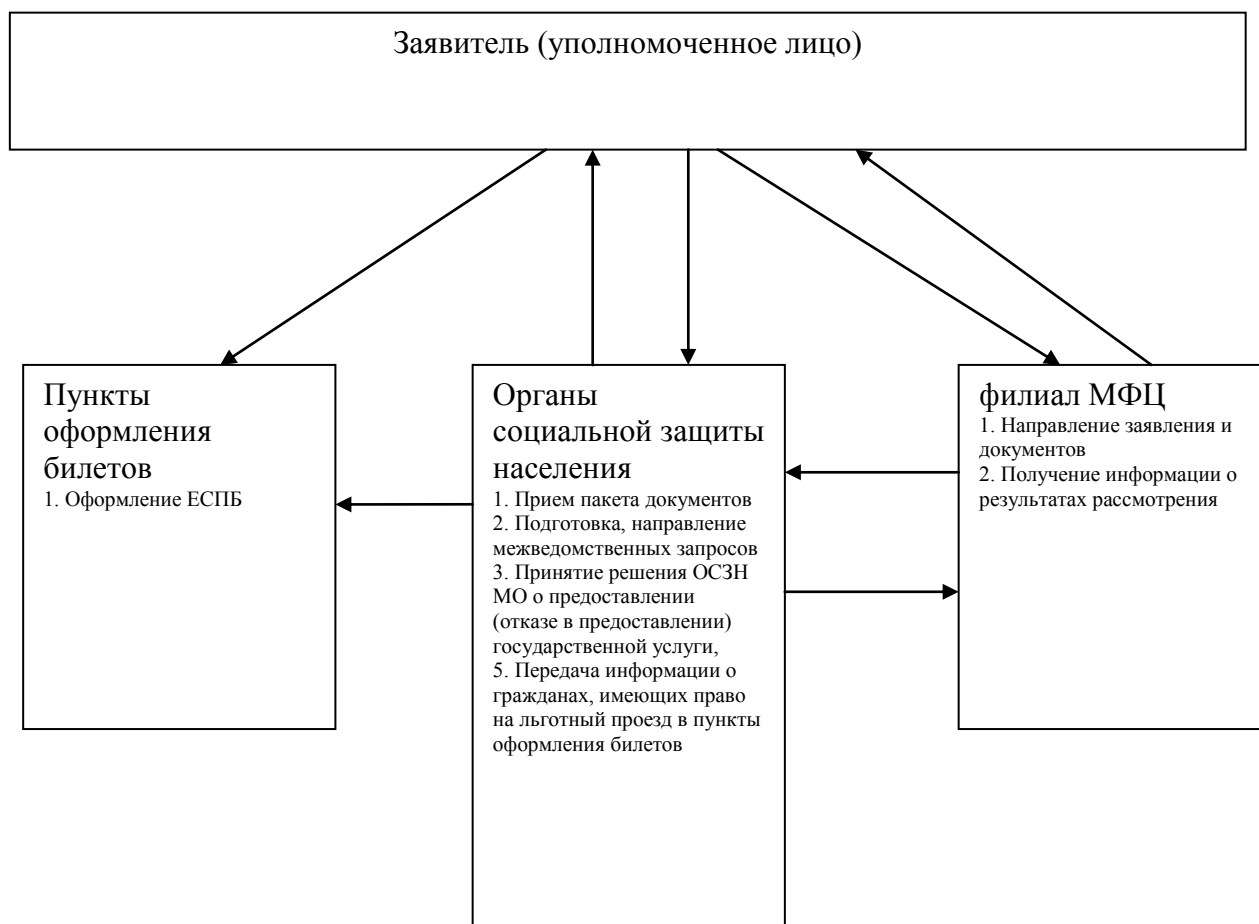 Заявитель (уполномоченное лицо)
Пункты
оформления
билетов
1. Оформление ЕСПБ
Органы
социальной защиты
населения
1. Прием пакета документов
2. Подготовка, направление
межведомственных запросов
3. Принятие решения ОСЗН
МО о предоставлении
(отказе в предоставлении)
государственной услуги,
5. Передача информации о
гражданах, имеющих право
на льготный проезд в пункты
оформления билетов
филиал МФЦ
1. Направление заявления и
документов
2. Получение информации о
результатах рассмотрения